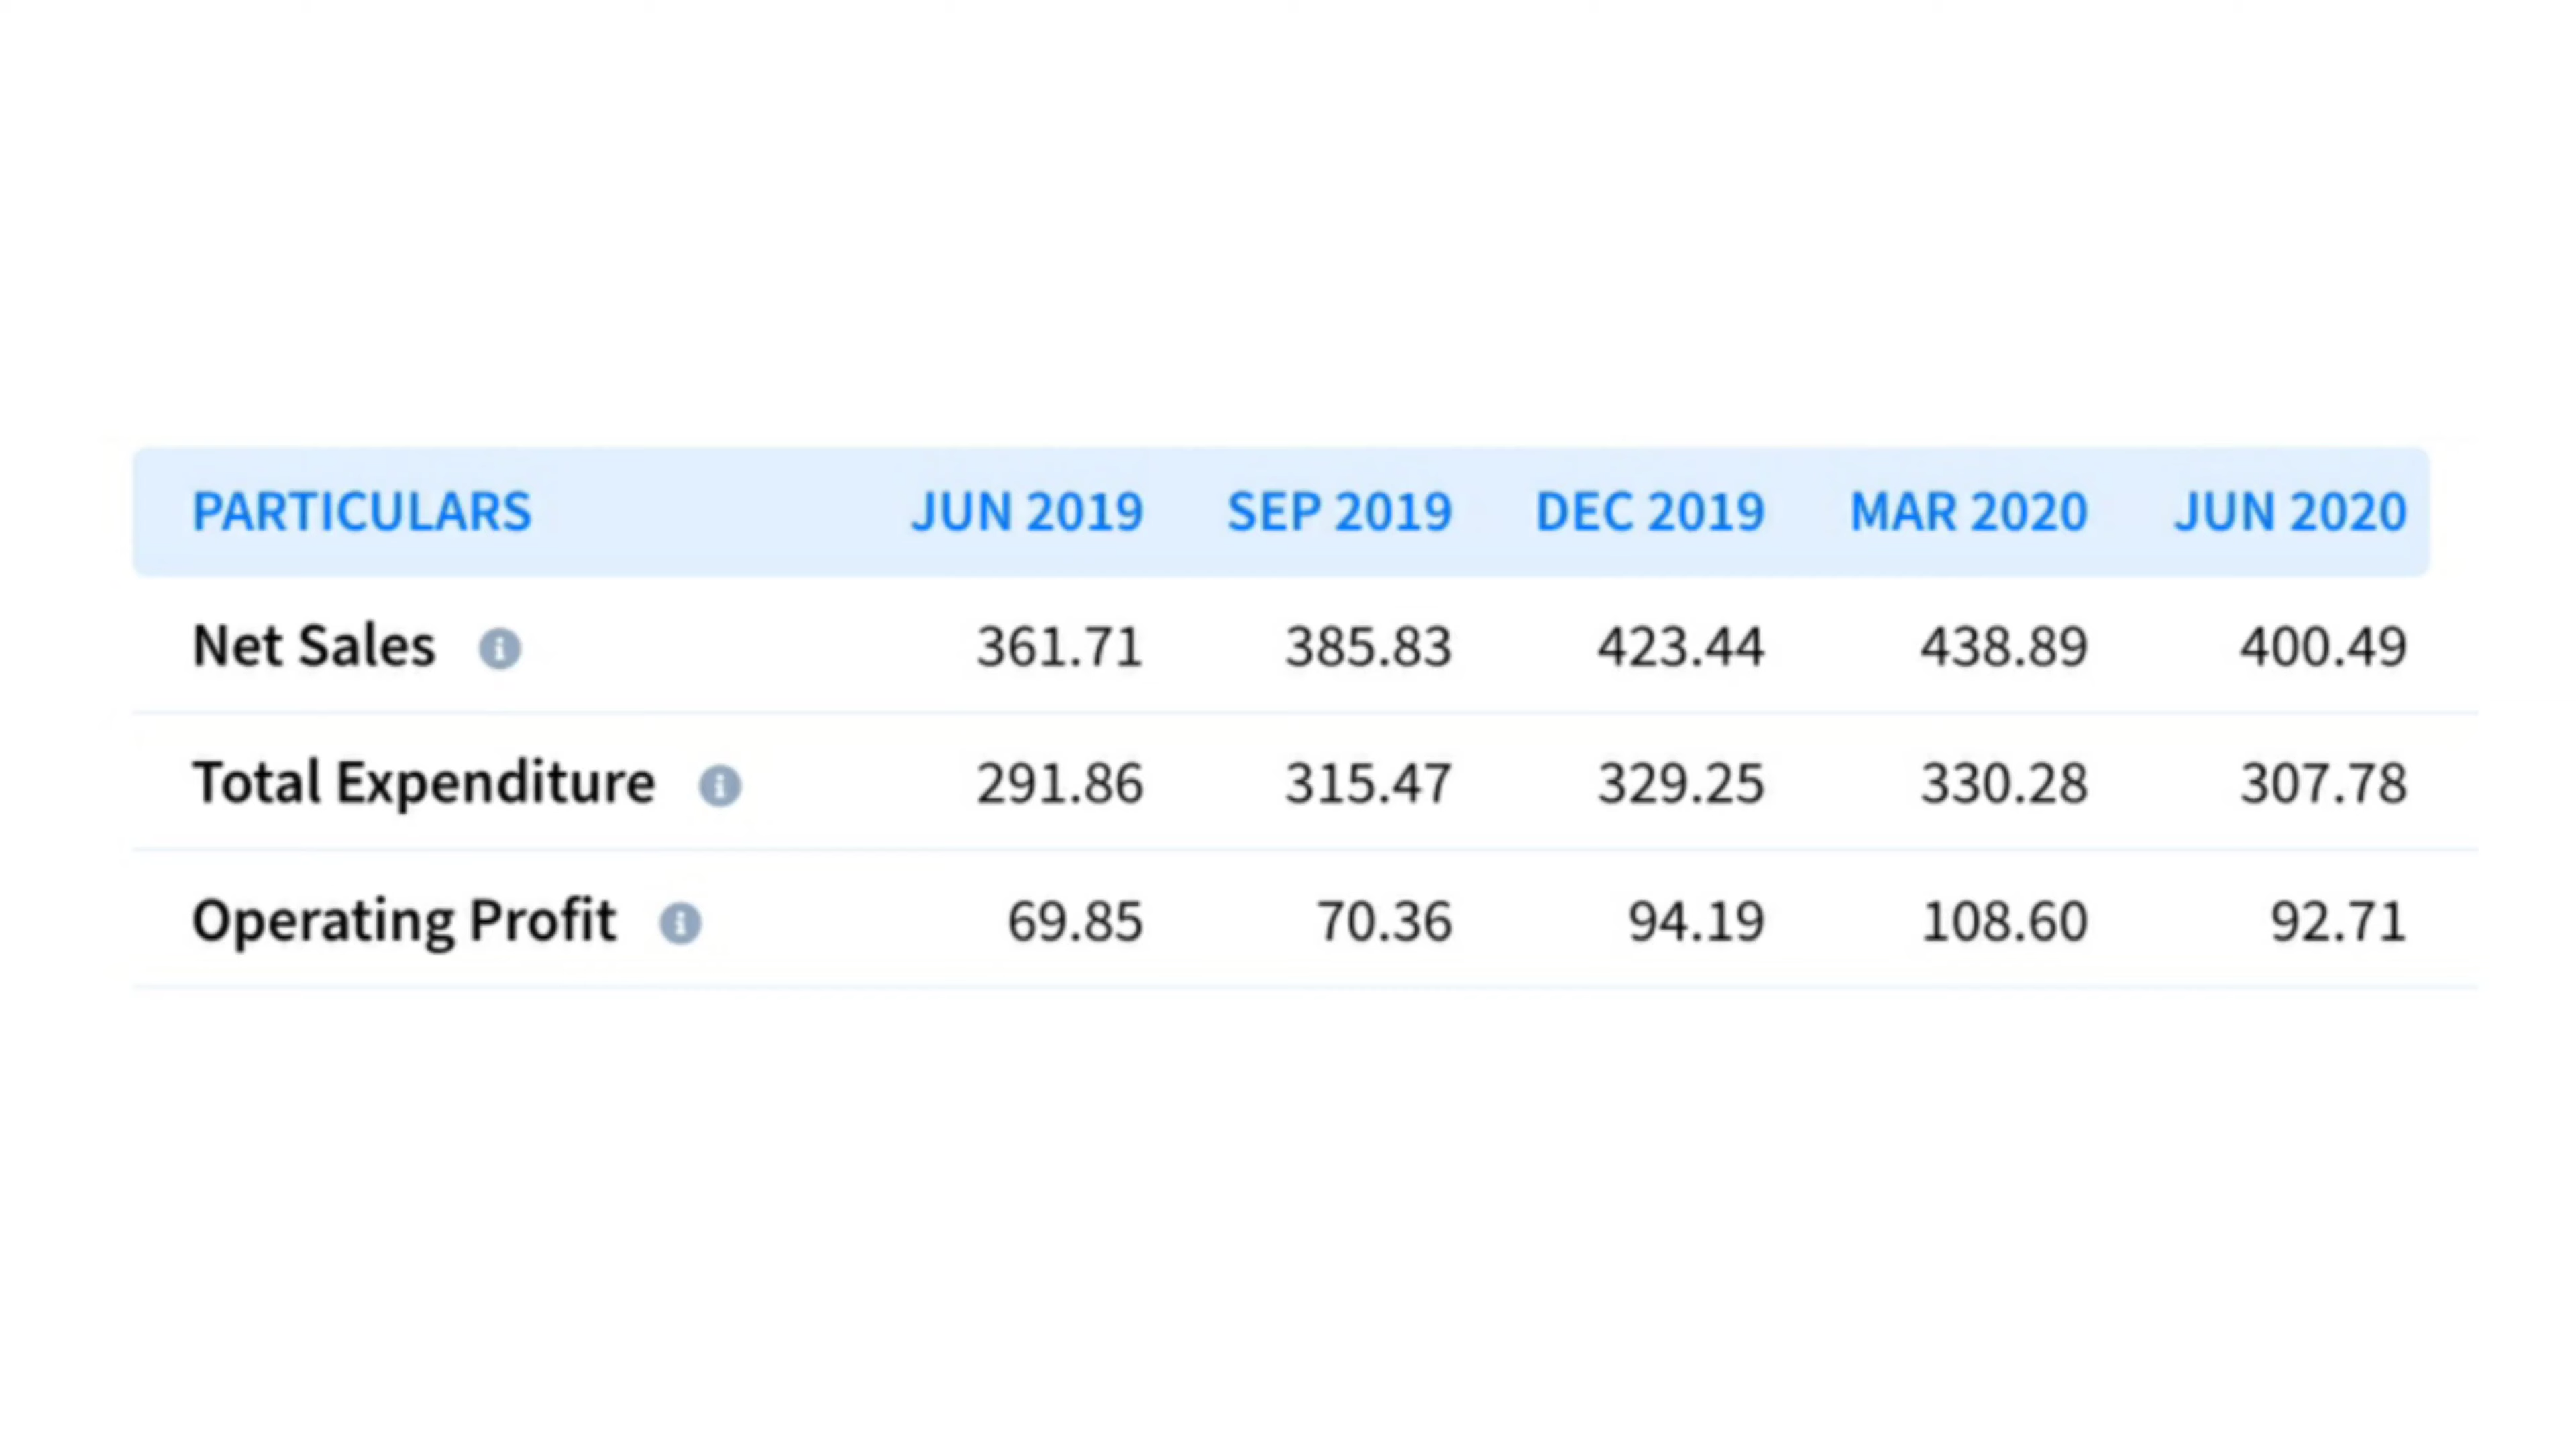 PARTICULARS JUN 2019 SEP 2019 DEC 2019 MAR 2020 JUN 2020
Net Sales i 361.71 385.83 423.44 438.89 400.49
Total Expenditure i 291.86 315.47 329.25 330.28 307.78
Operating Profit i 69.85 70.36 94.19 108.60 92.71